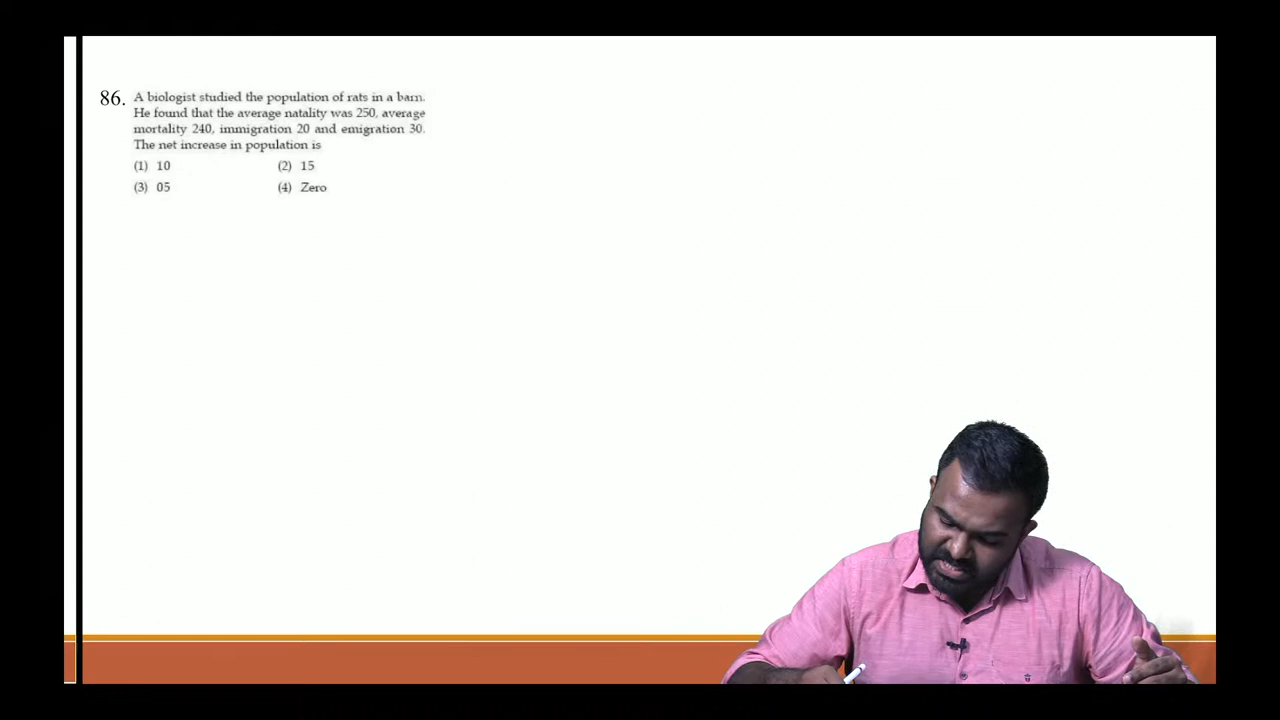 86. A biologist studied the population of rats in a barn.
He found that the average natality was 250, average
mortality 240, immigration 20 and emigration 30.
The net increase in population is
(1) 10 (2) 15
(3) 05 (4) Zero